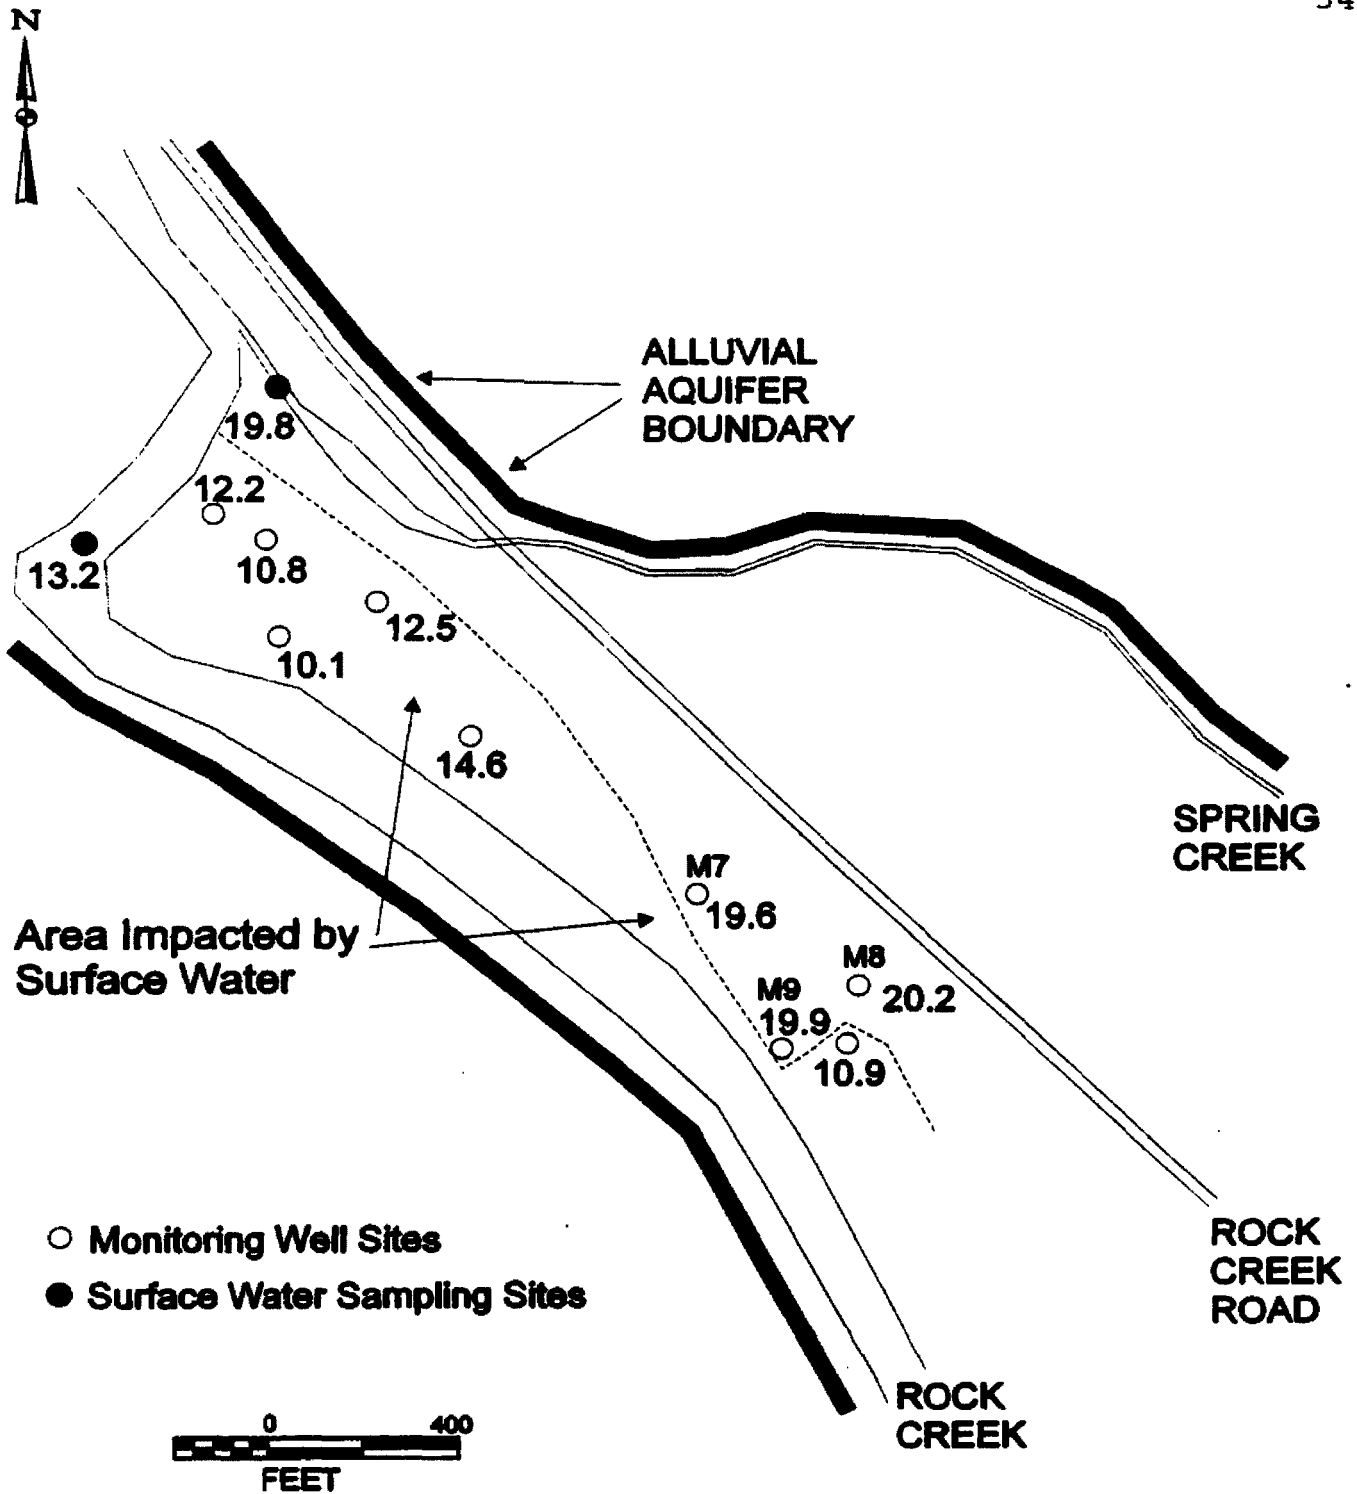 N
ALLUVIAL
AQUIFER
BOUNDARY
19.8
12.2
10.8
13.2
12.5
10.1
14.6
SPRING
CREEK
M7
19.6
Area Impacted by
Surface Water
M8
20.2
M9
19.9
10.9
Monitoring Well Sites
Surface Water Sampling Sites
ROCK
CREEK
ROAD
ROCK
CREEK
0 400
FEET